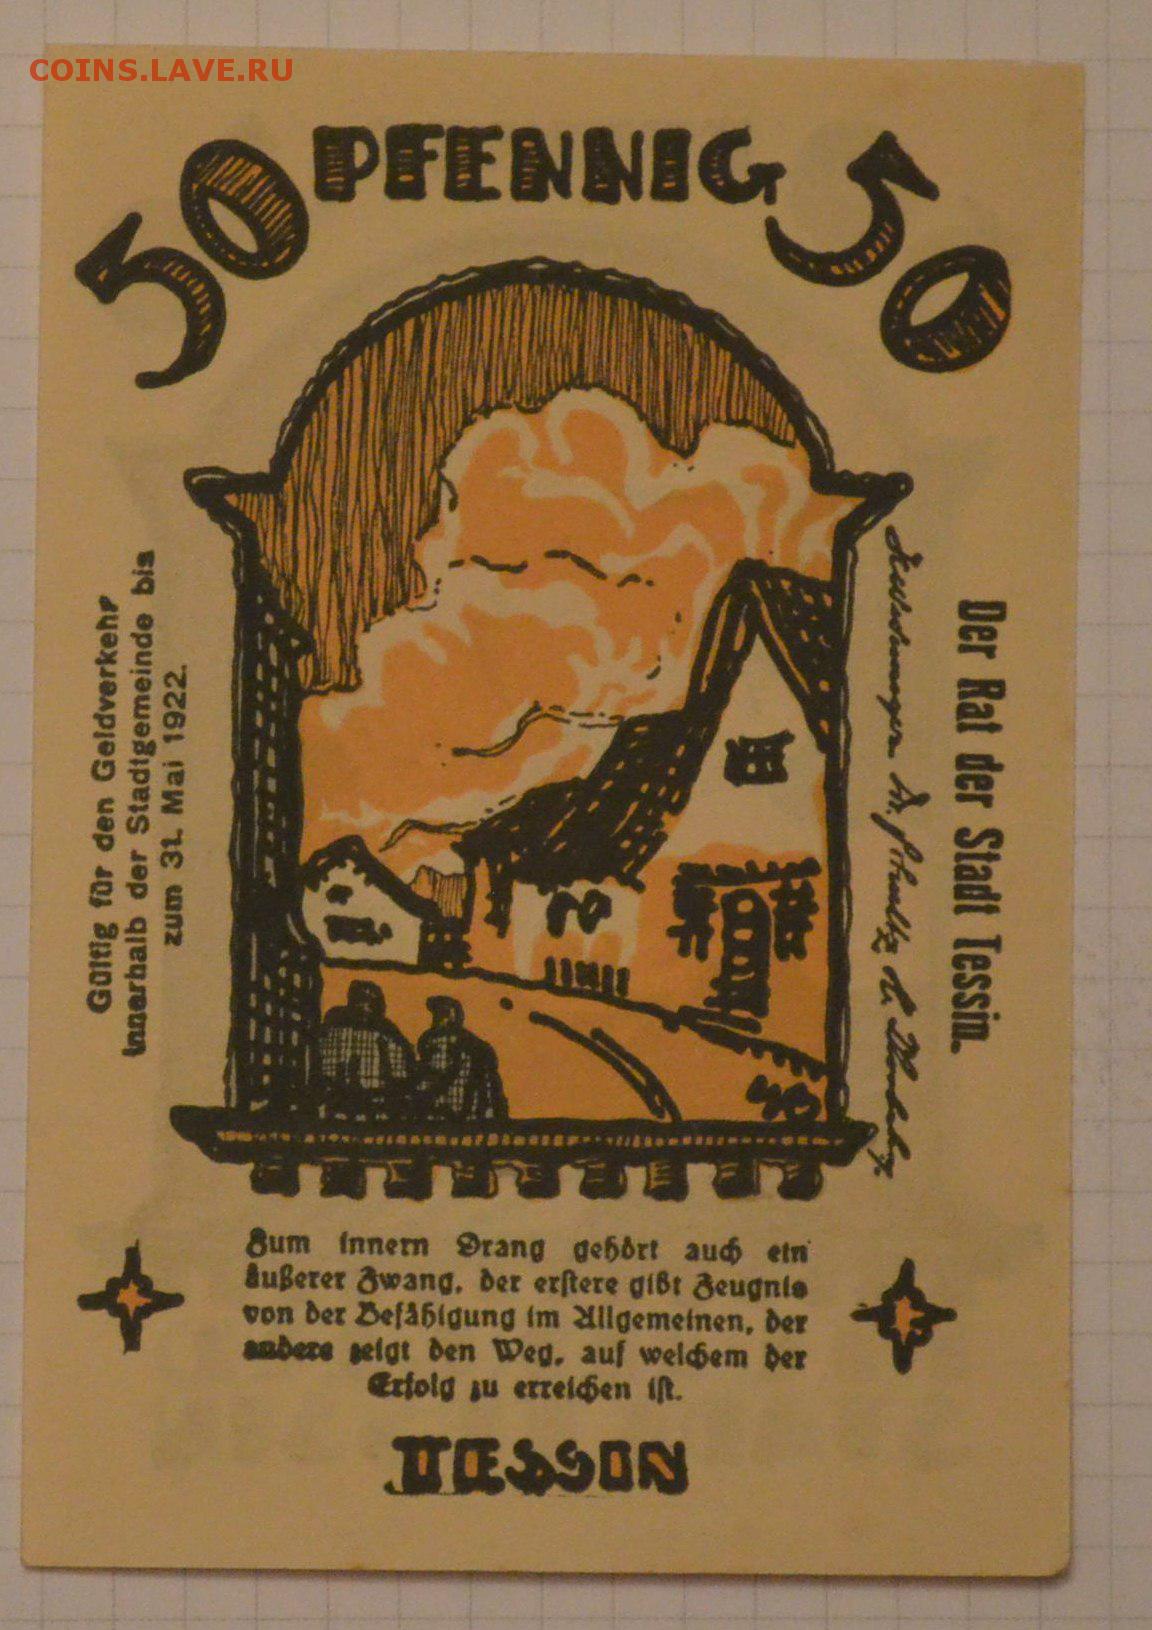 COINS.LAVE.RU
50 PFENNIG 50
Gültig für den Geldverkehr
innerhalb der Stadtgemeinde bis
zum 31. Mai 1922.
Der Rat der Stadt Tessin.
Zum innern Drang gehört auch ein
äußerer Zwang, der erstere gibt Zeugnis
von der Befähigung im Allgemeinen, der
andere zeigt den Weg, auf welchem der
Erfolg zu erreichen ist.
TESSIN